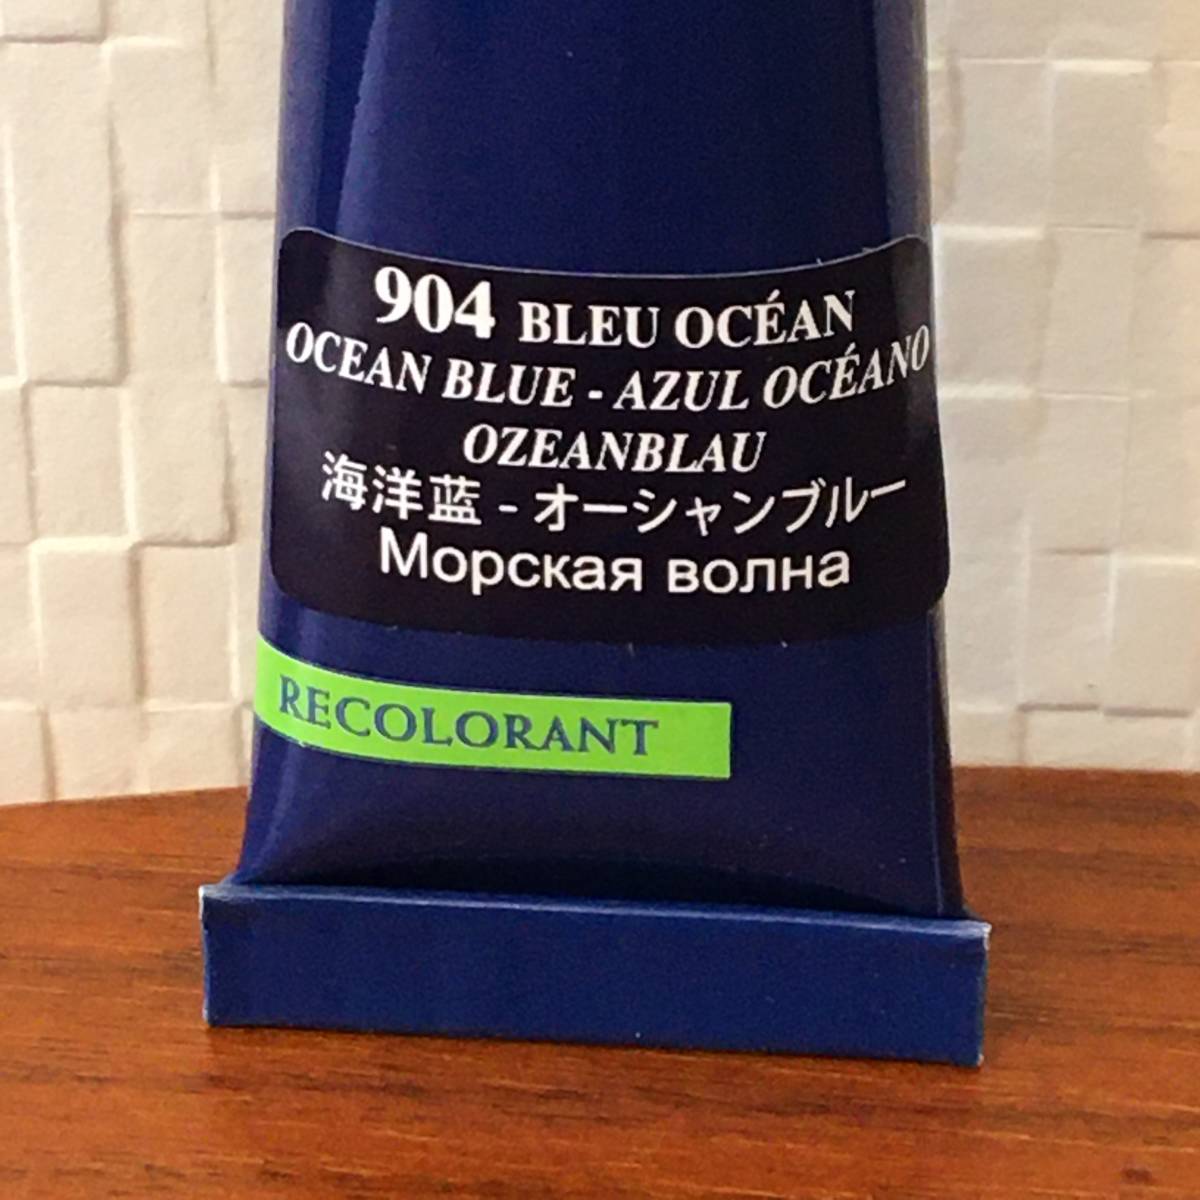 904 BLEU OCÉAN
OCEAN BLUE - AZUL OCÉANO
OZEANBLAU
海洋蓝 - オーシャンブルー
Морская волна
RECOLORANT